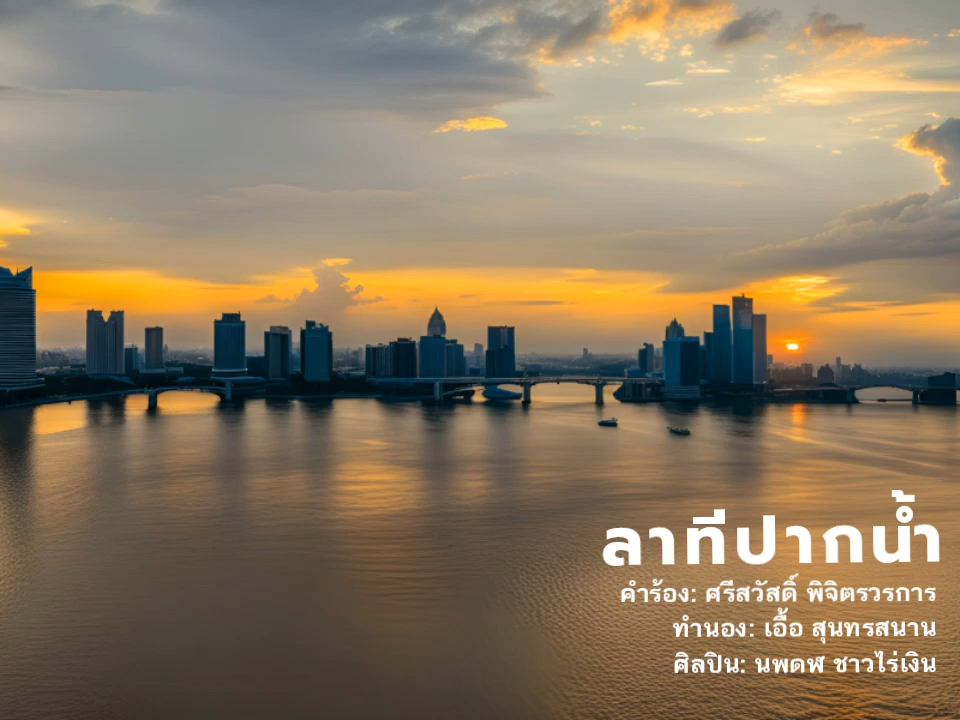 ลาทีปากน้ำ
คำร้อง: ศรีสวัสดิ์ พิจิตรวรการ
ทำนอง: เอื้อ สุนทรสนาน
ศิลปิน: นพดฬ ชาวไร่เงิน